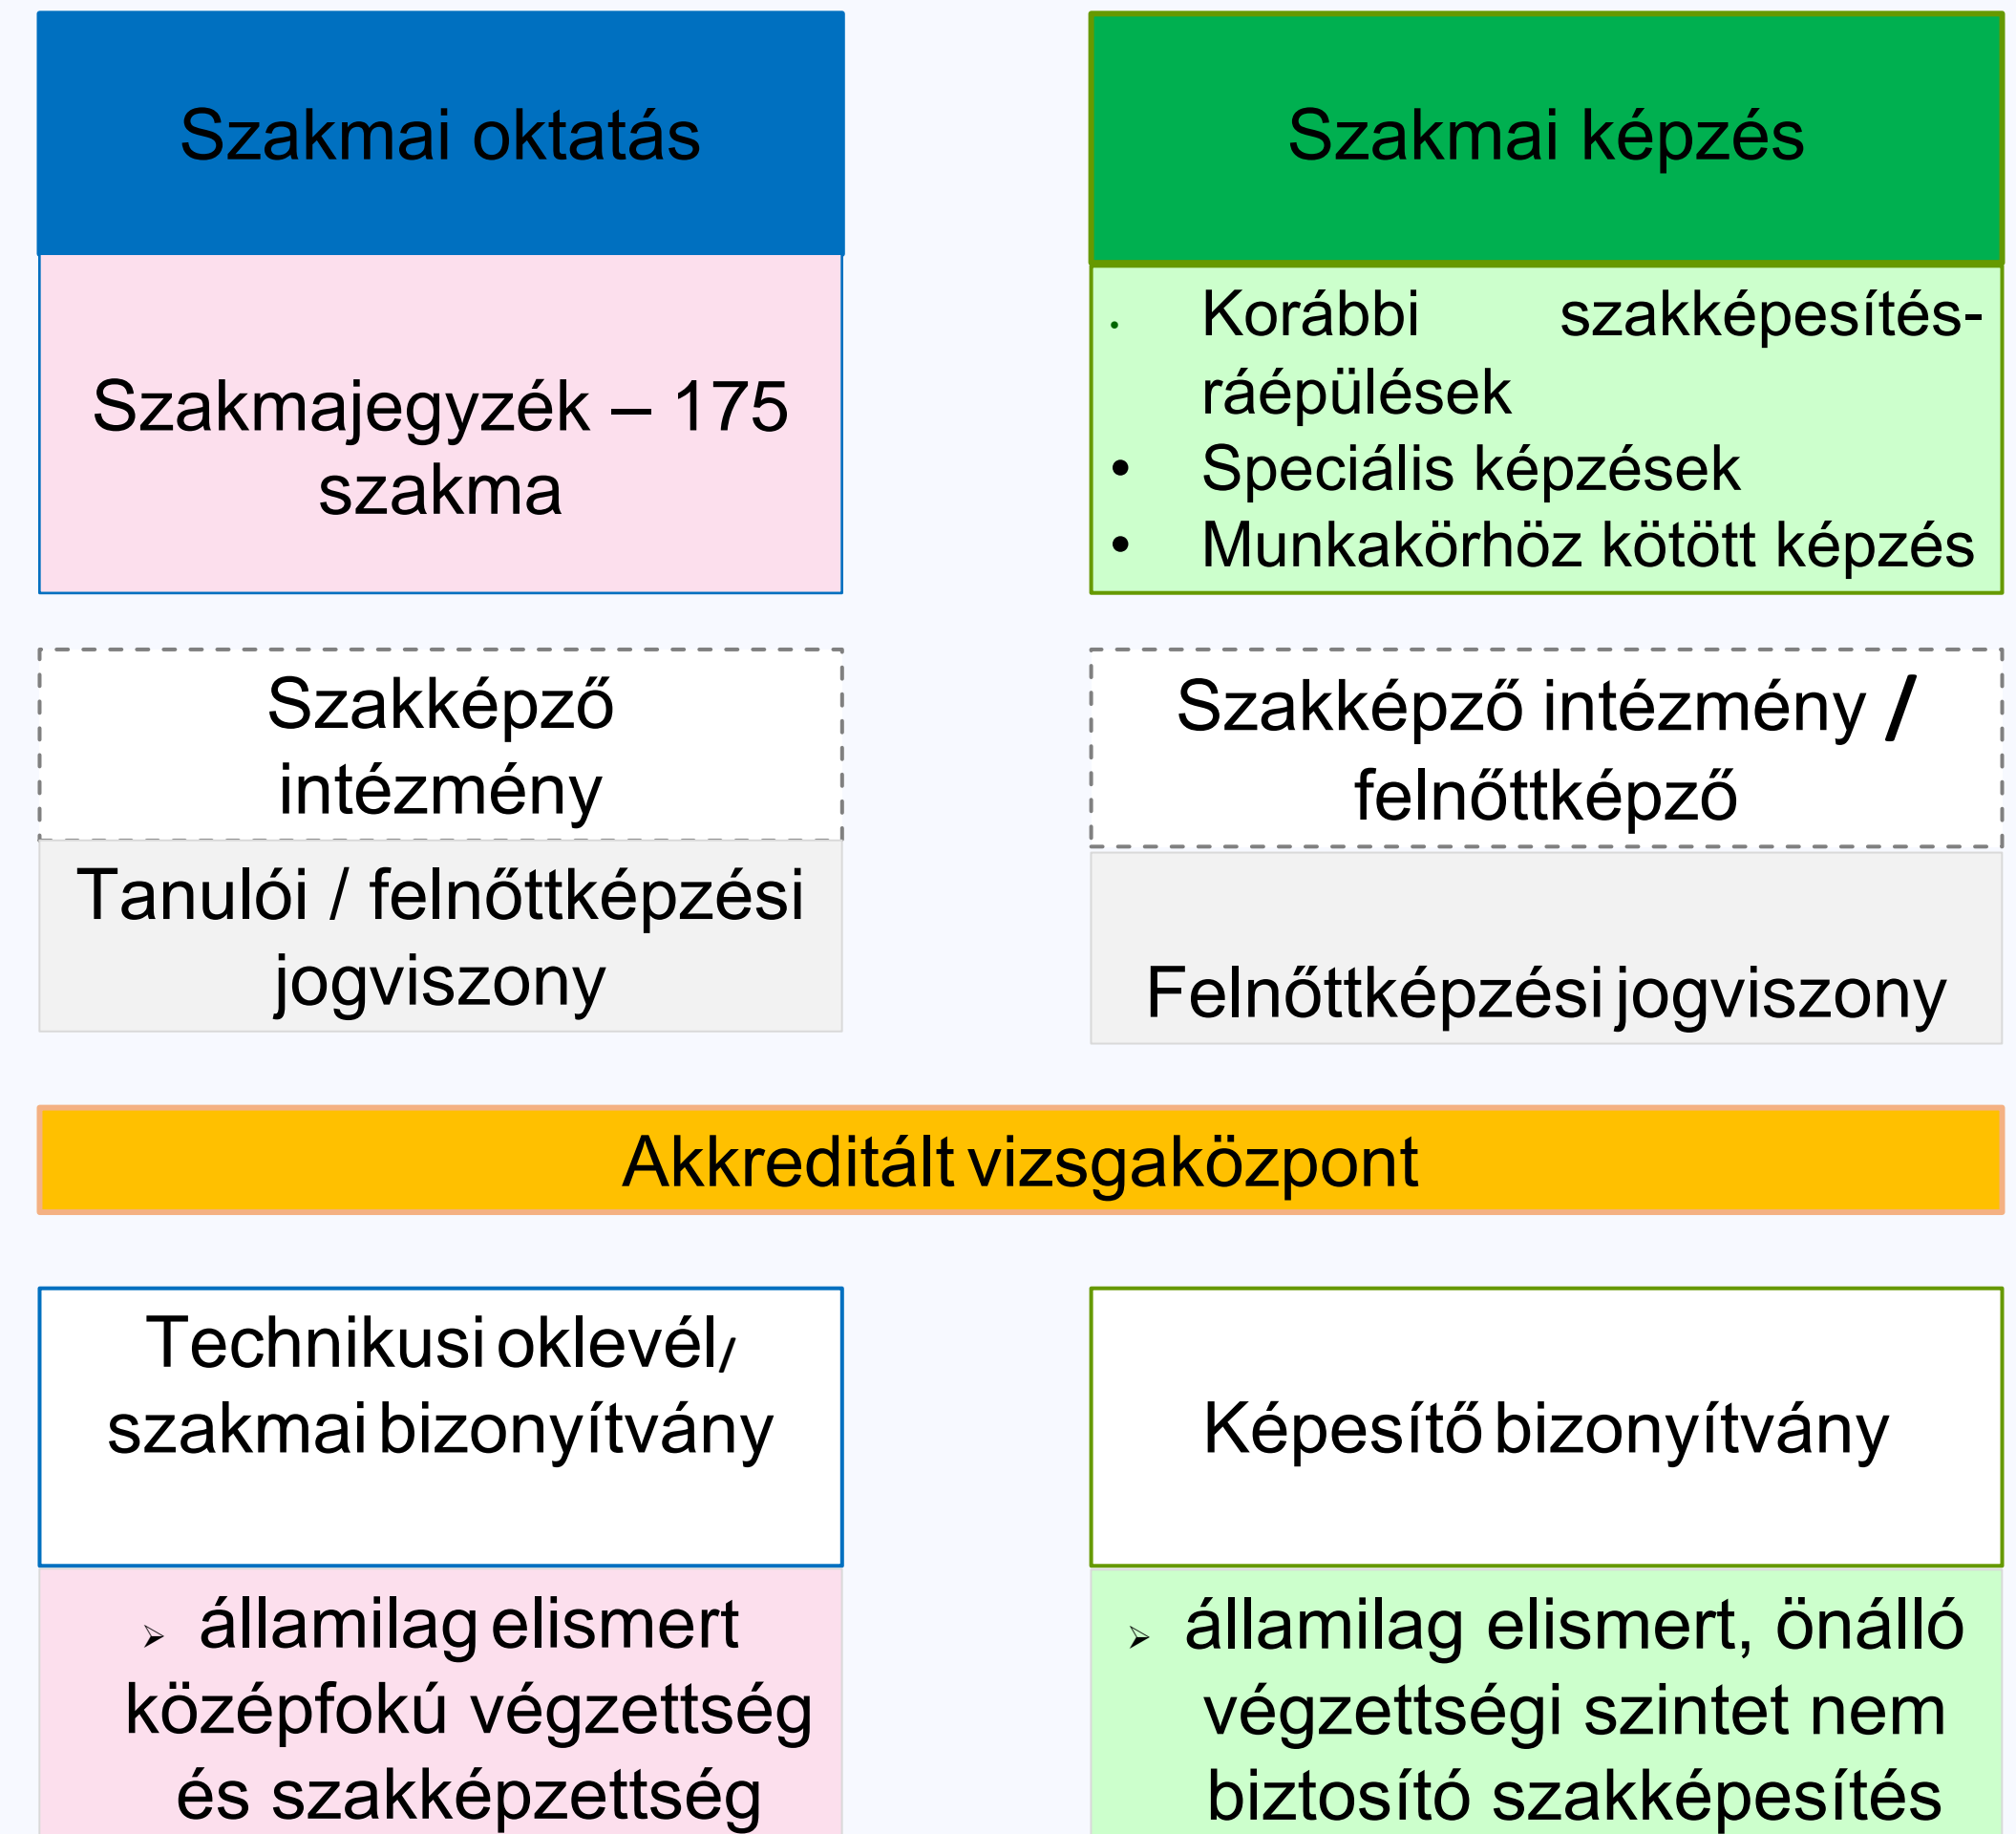 Szakmai oktatás
Szakmajegyzék – 175
szakma
Szakképző
intézmény
Tanulói / felnőttképzési
jogviszony
Szakmai képzés
• Korábbi szakképesítés-
ráépülések
• Speciális képzések
• Munkakörhöz kötött képzés
Szakképző intézmény /
felnőttképző
Felnőttképzési jogviszony
Akkreditált vizsgaközpont
Technikusi oklevél/
szakmai bizonyítvány
➢ államilag elismert
középfokú végzettség
és szakképzettség
Képesítő bizonyítvány
➢ államilag elismert, önálló
végzettségi szintet nem
biztosító szakképesítés